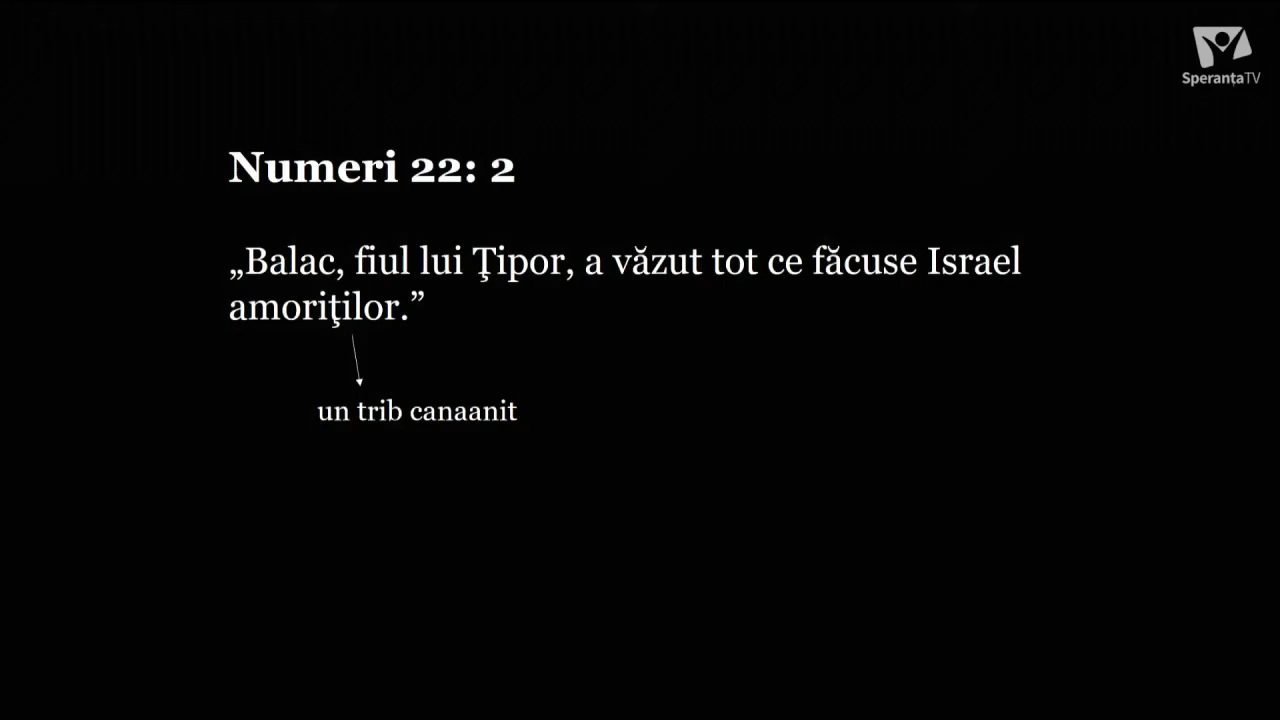 SperanțaTV
Numeri 22: 2
„Balac, fiul lui Ţipor, a văzut tot ce făcuse Israel
amoriţilor.”
un trib canaanit